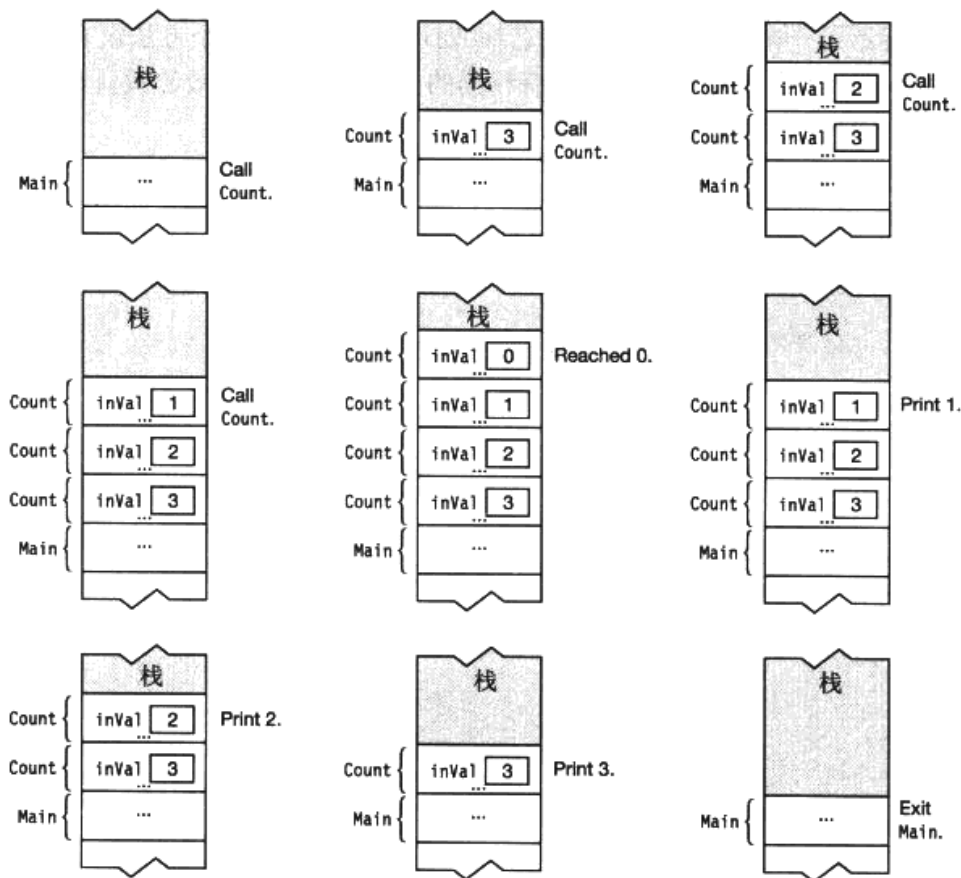 栈
Main
...
Call
Count.
栈
Count
inVal 3
...
Call
Count.
Main
...
栈
Count
inVal 2
...
Call
Count.
Count
inVal 3
...
Main
...
栈
Count
inVal 1
...
Call
Count.
Count
inVal 2
...
Count
inVal 3
...
Main
...
栈
Count
inVal 0
...
Reached 0.
Count
inVal 1
...
Count
inVal 2
...
Count
inVal 3
...
Main
...
栈
Count
inVal 1
...
Print 1.
Count
inVal 2
...
Count
inVal 3
...
Main
...
栈
Count
inVal 2
...
Print 2.
Count
inVal 3
...
Main
...
栈
Count
inVal 3
...
Print 3.
Main
...
栈
Main
...
Exit
Main.